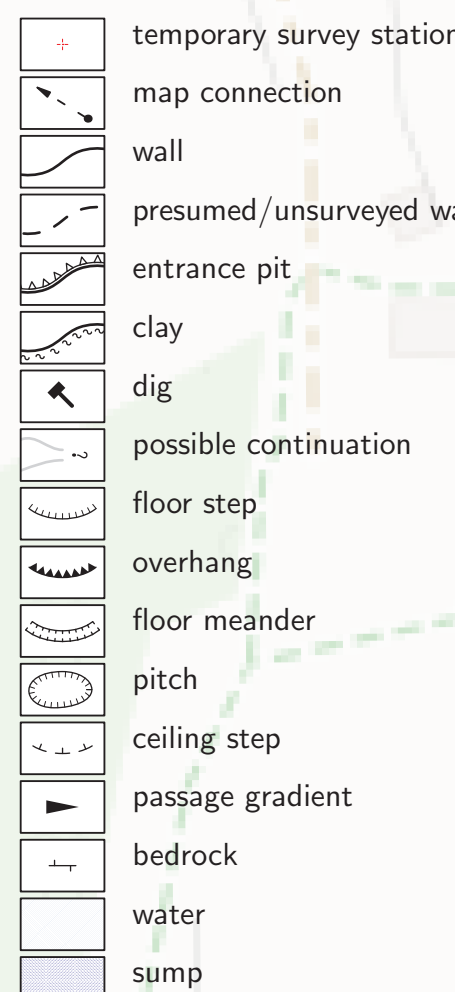 temporary survey station
map connection
wall
presumed/unsurveyed
entrance pit
clay
dig
possible continuation
?
floor step
overhang
floor meander
pitch
ceiling step
passage gradient
bedrock
water
sump